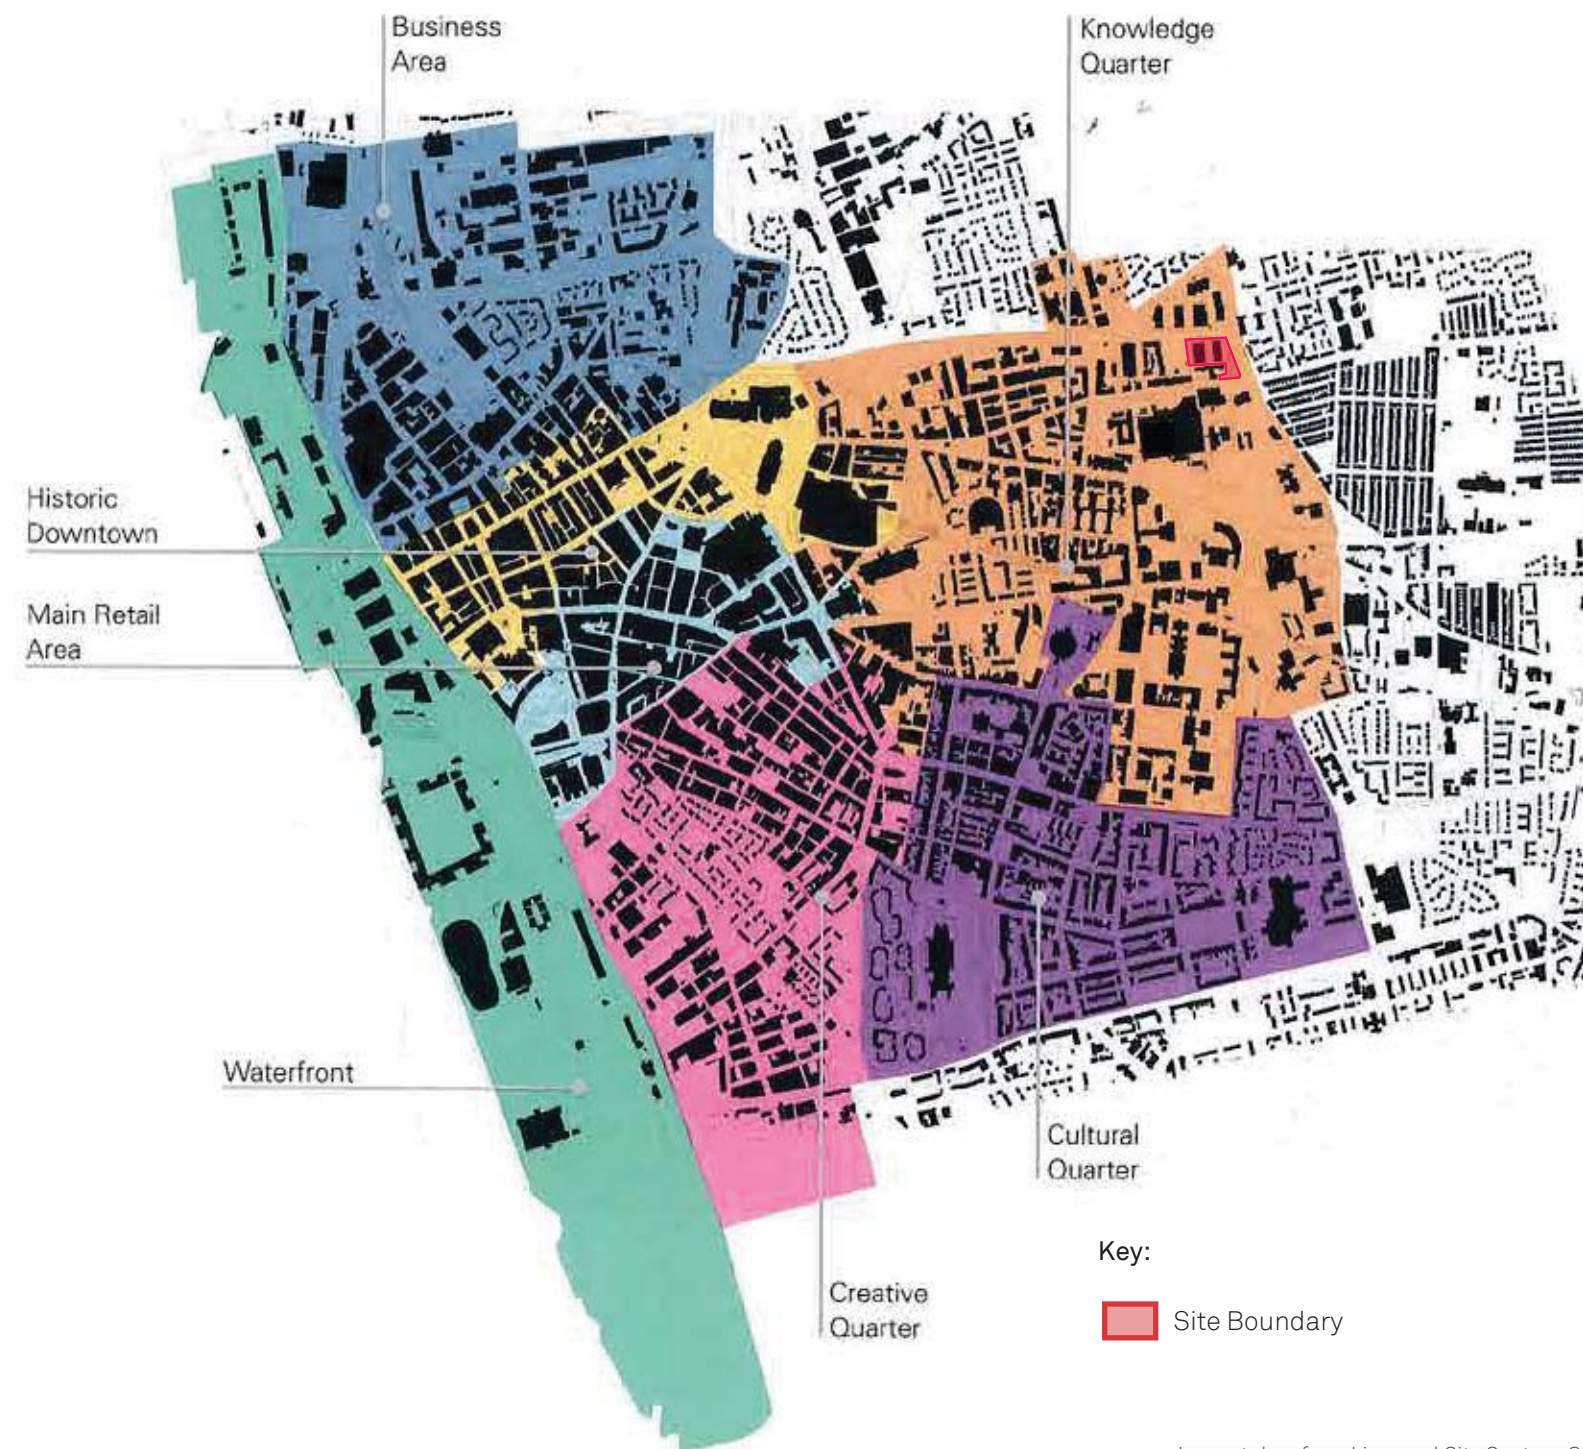 Business
Area
Knowledge
Quarter
Historic
Downtown
Main Retail
Area
Waterfront
Cultural
Quarter
Key:
Creative
Quarter
Site Boundary